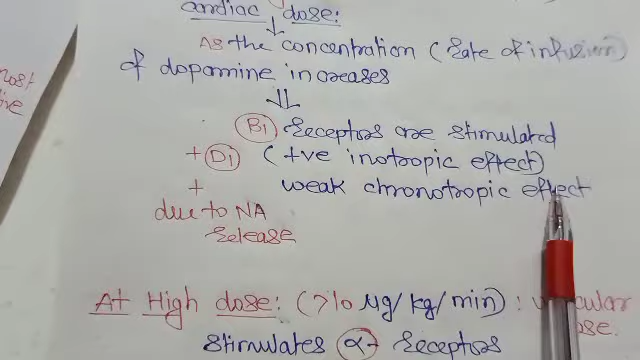 cardiac dose:
As the concentration (Rate of infusion)
of dopamine increases
most
B1 Receptors are stimulated
+ D1 (+ve inotropic effect)
+ weak chronotropic effect
due to NA
Release
At High dose: (>10 μg/kg/min):
stimulates α- Receptors